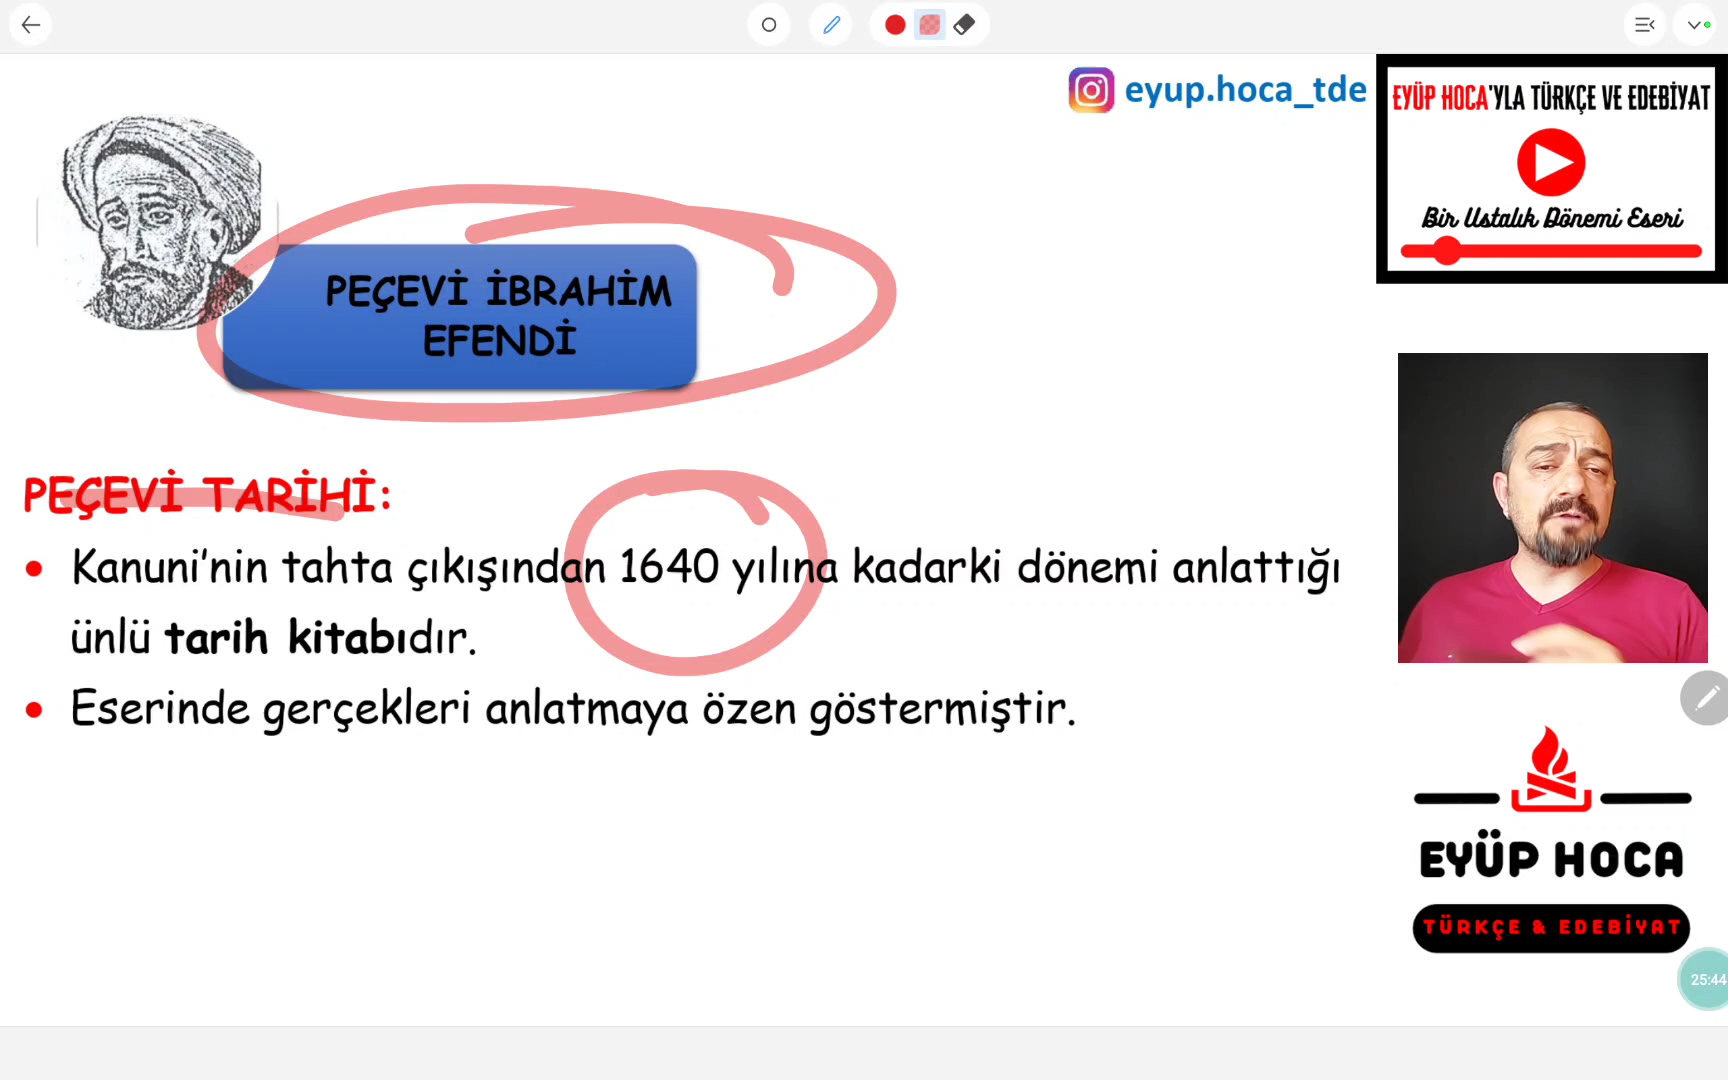 eyup.hoca_tde
EYÜP HOCA'YLA TÜRKÇE VE EDEBİYAT
Bir Ustalık Dönemi Eseri
PEÇEVİ İBRAHİM
EFENDİ
PEÇEVİ TARİHİ:
• Kanuni'nin tahta çıkışından 1640 yılına kadarki dönemi anlattığı
ünlü tarih kitabıdır.
• Eserinde gerçekleri anlatmaya özen göstermiştir.
EYÜP HOCA
TÜRKÇE & EDEBİYAT
25:44